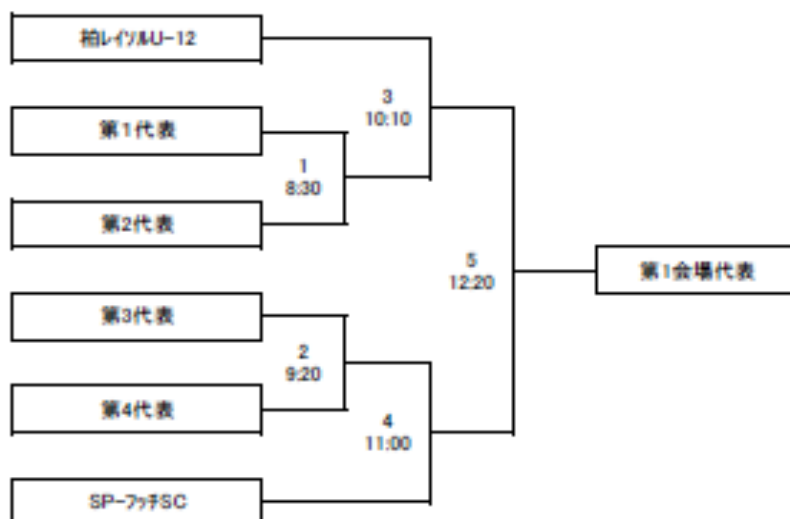 柏レイソルU-12
3
10:10
第1代表
1
8:30
第2代表
5
12:20
第1会場代表
第3代表
2
9:20
第4代表
4
11:00
SP-フッチSC